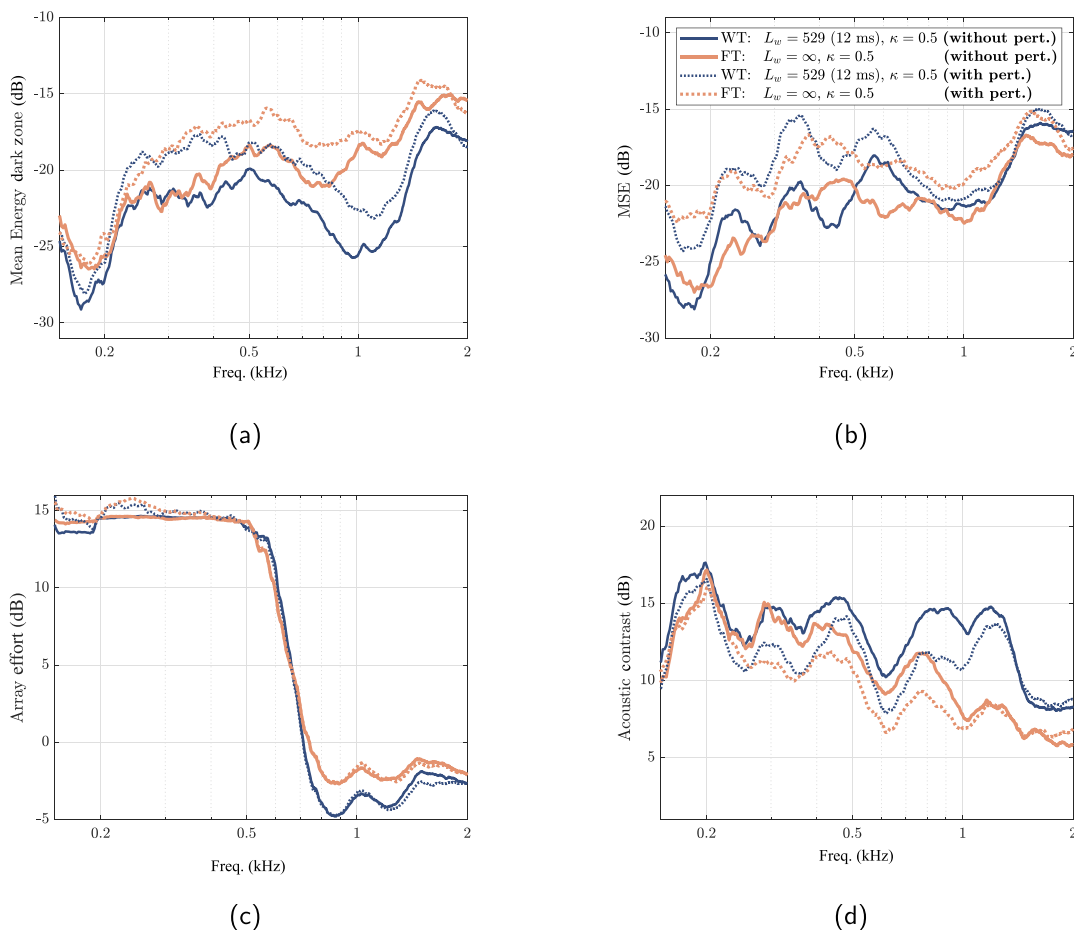 -10
-15
-20
-25
-30
Mean Energy dark zone (dB)
0.2
0.5
1
2
Freq. (kHz)
(a)
-10
-15
-20
-25
-30
MSE (dB)
WT: L_w = 529 (12 ms), κ = 0.5 (without pert.)
FT: L_w = ∞, κ = 0.5 (without pert.)
WT: L_w = 529 (12 ms), κ = 0.5 (with pert.)
FT: L_w = ∞, κ = 0.5 (with pert.)
0.2
0.5
1
2
Freq. (kHz)
(b)
15
10
5
0
-5
Array effort (dB)
0.2
0.5
1
2
Freq. (kHz)
(c)
20
15
10
5
Acoustic contrast (dB)
0.2
0.5
1
2
Freq. (kHz)
(d)